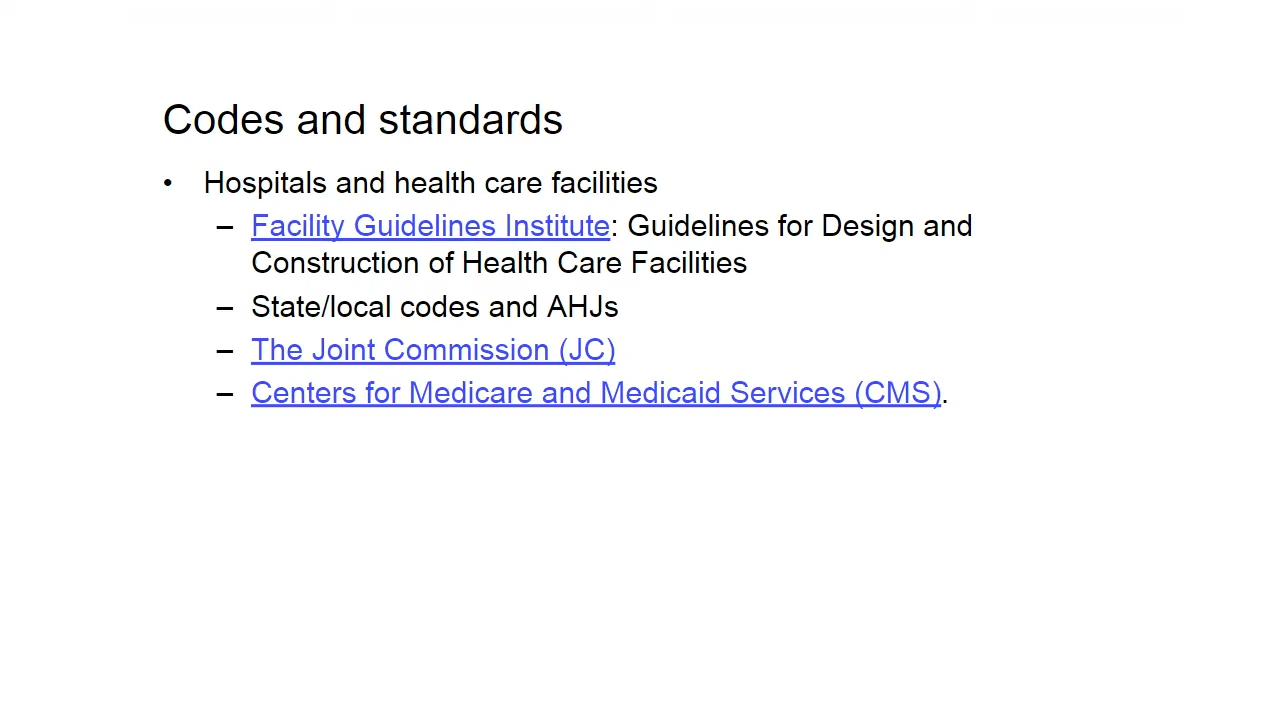 Codes and standards
• Hospitals and health care facilities
– Facility Guidelines Institute: Guidelines for Design and
Construction of Health Care Facilities
– State/local codes and AHJs
– The Joint Commission (JC)
– Centers for Medicare and Medicaid Services (CMS).